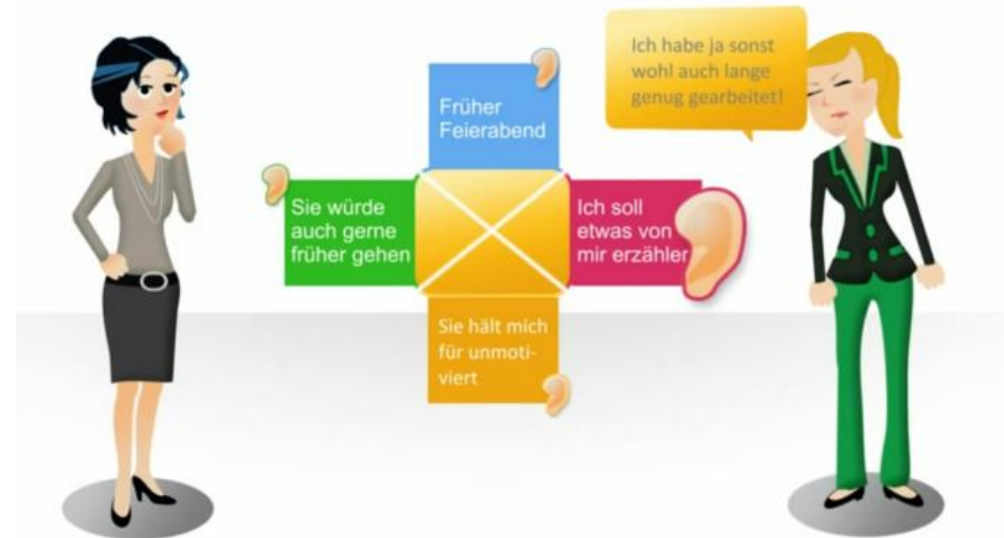 Ich habe ja sonst
wohl auch lange
genug gearbeitet!
Früher
Feierabend
Sie würde
auch gerne
früher gehen
Ich soll
etwas von
mir erzähler
Sie hält mich
für unmoti-
viert